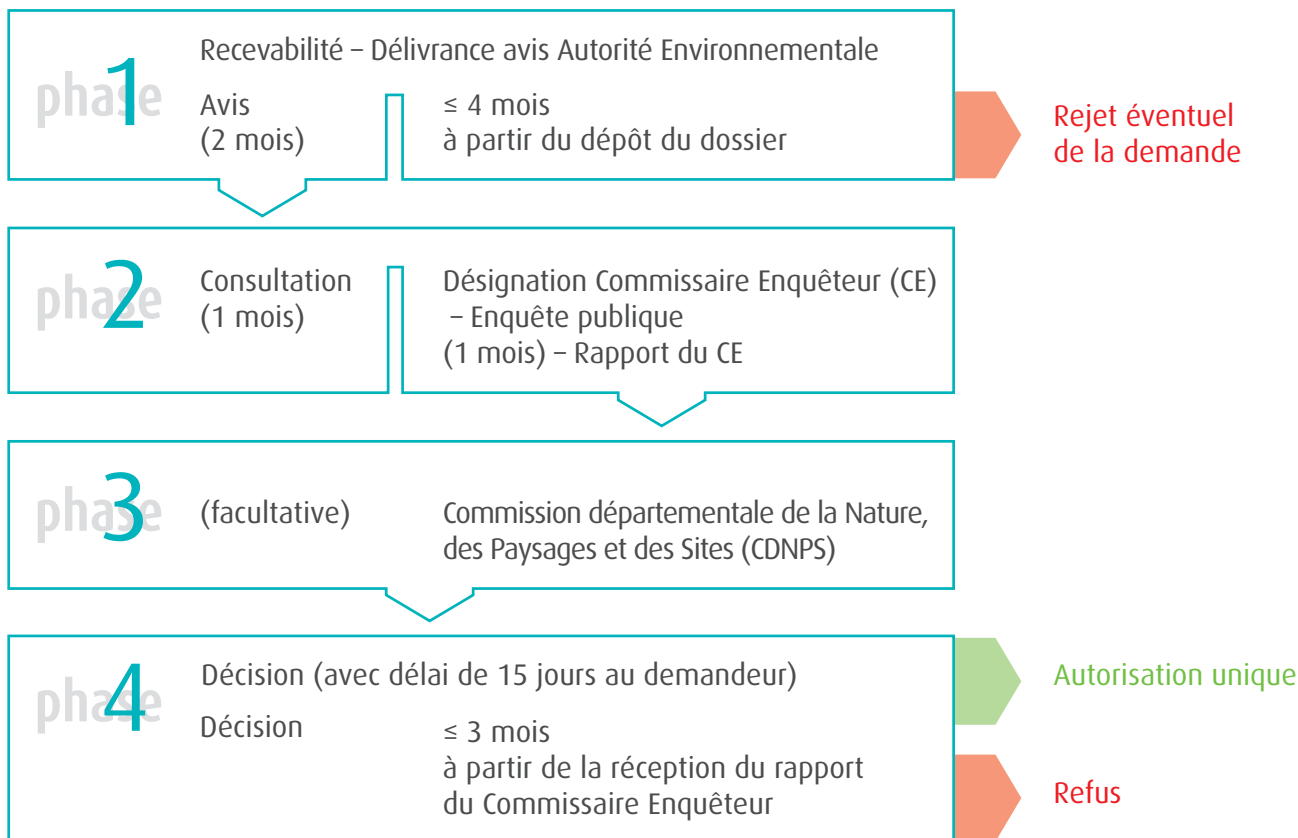 phase 1
Recevabilité – Délivrance avis Autorité Environnementale
Avis
(2 mois)
≤ 4 mois
à partir du dépôt du dossier
Rejet éventuel
de la demande
phase 2
Consultation
(1 mois)
Désignation Commissaire Enquêteur (CE)
– Enquête publique
(1 mois) – Rapport du CE
phase 3
(facultative)
Commission départementale de la Nature,
des Paysages et des Sites (CDNPS)
phase 4
Décision (avec délai de 15 jours au demandeur)
Décision
≤ 3 mois
à partir de la réception du rapport
du Commissaire Enquêteur
Autorisation unique
Refus